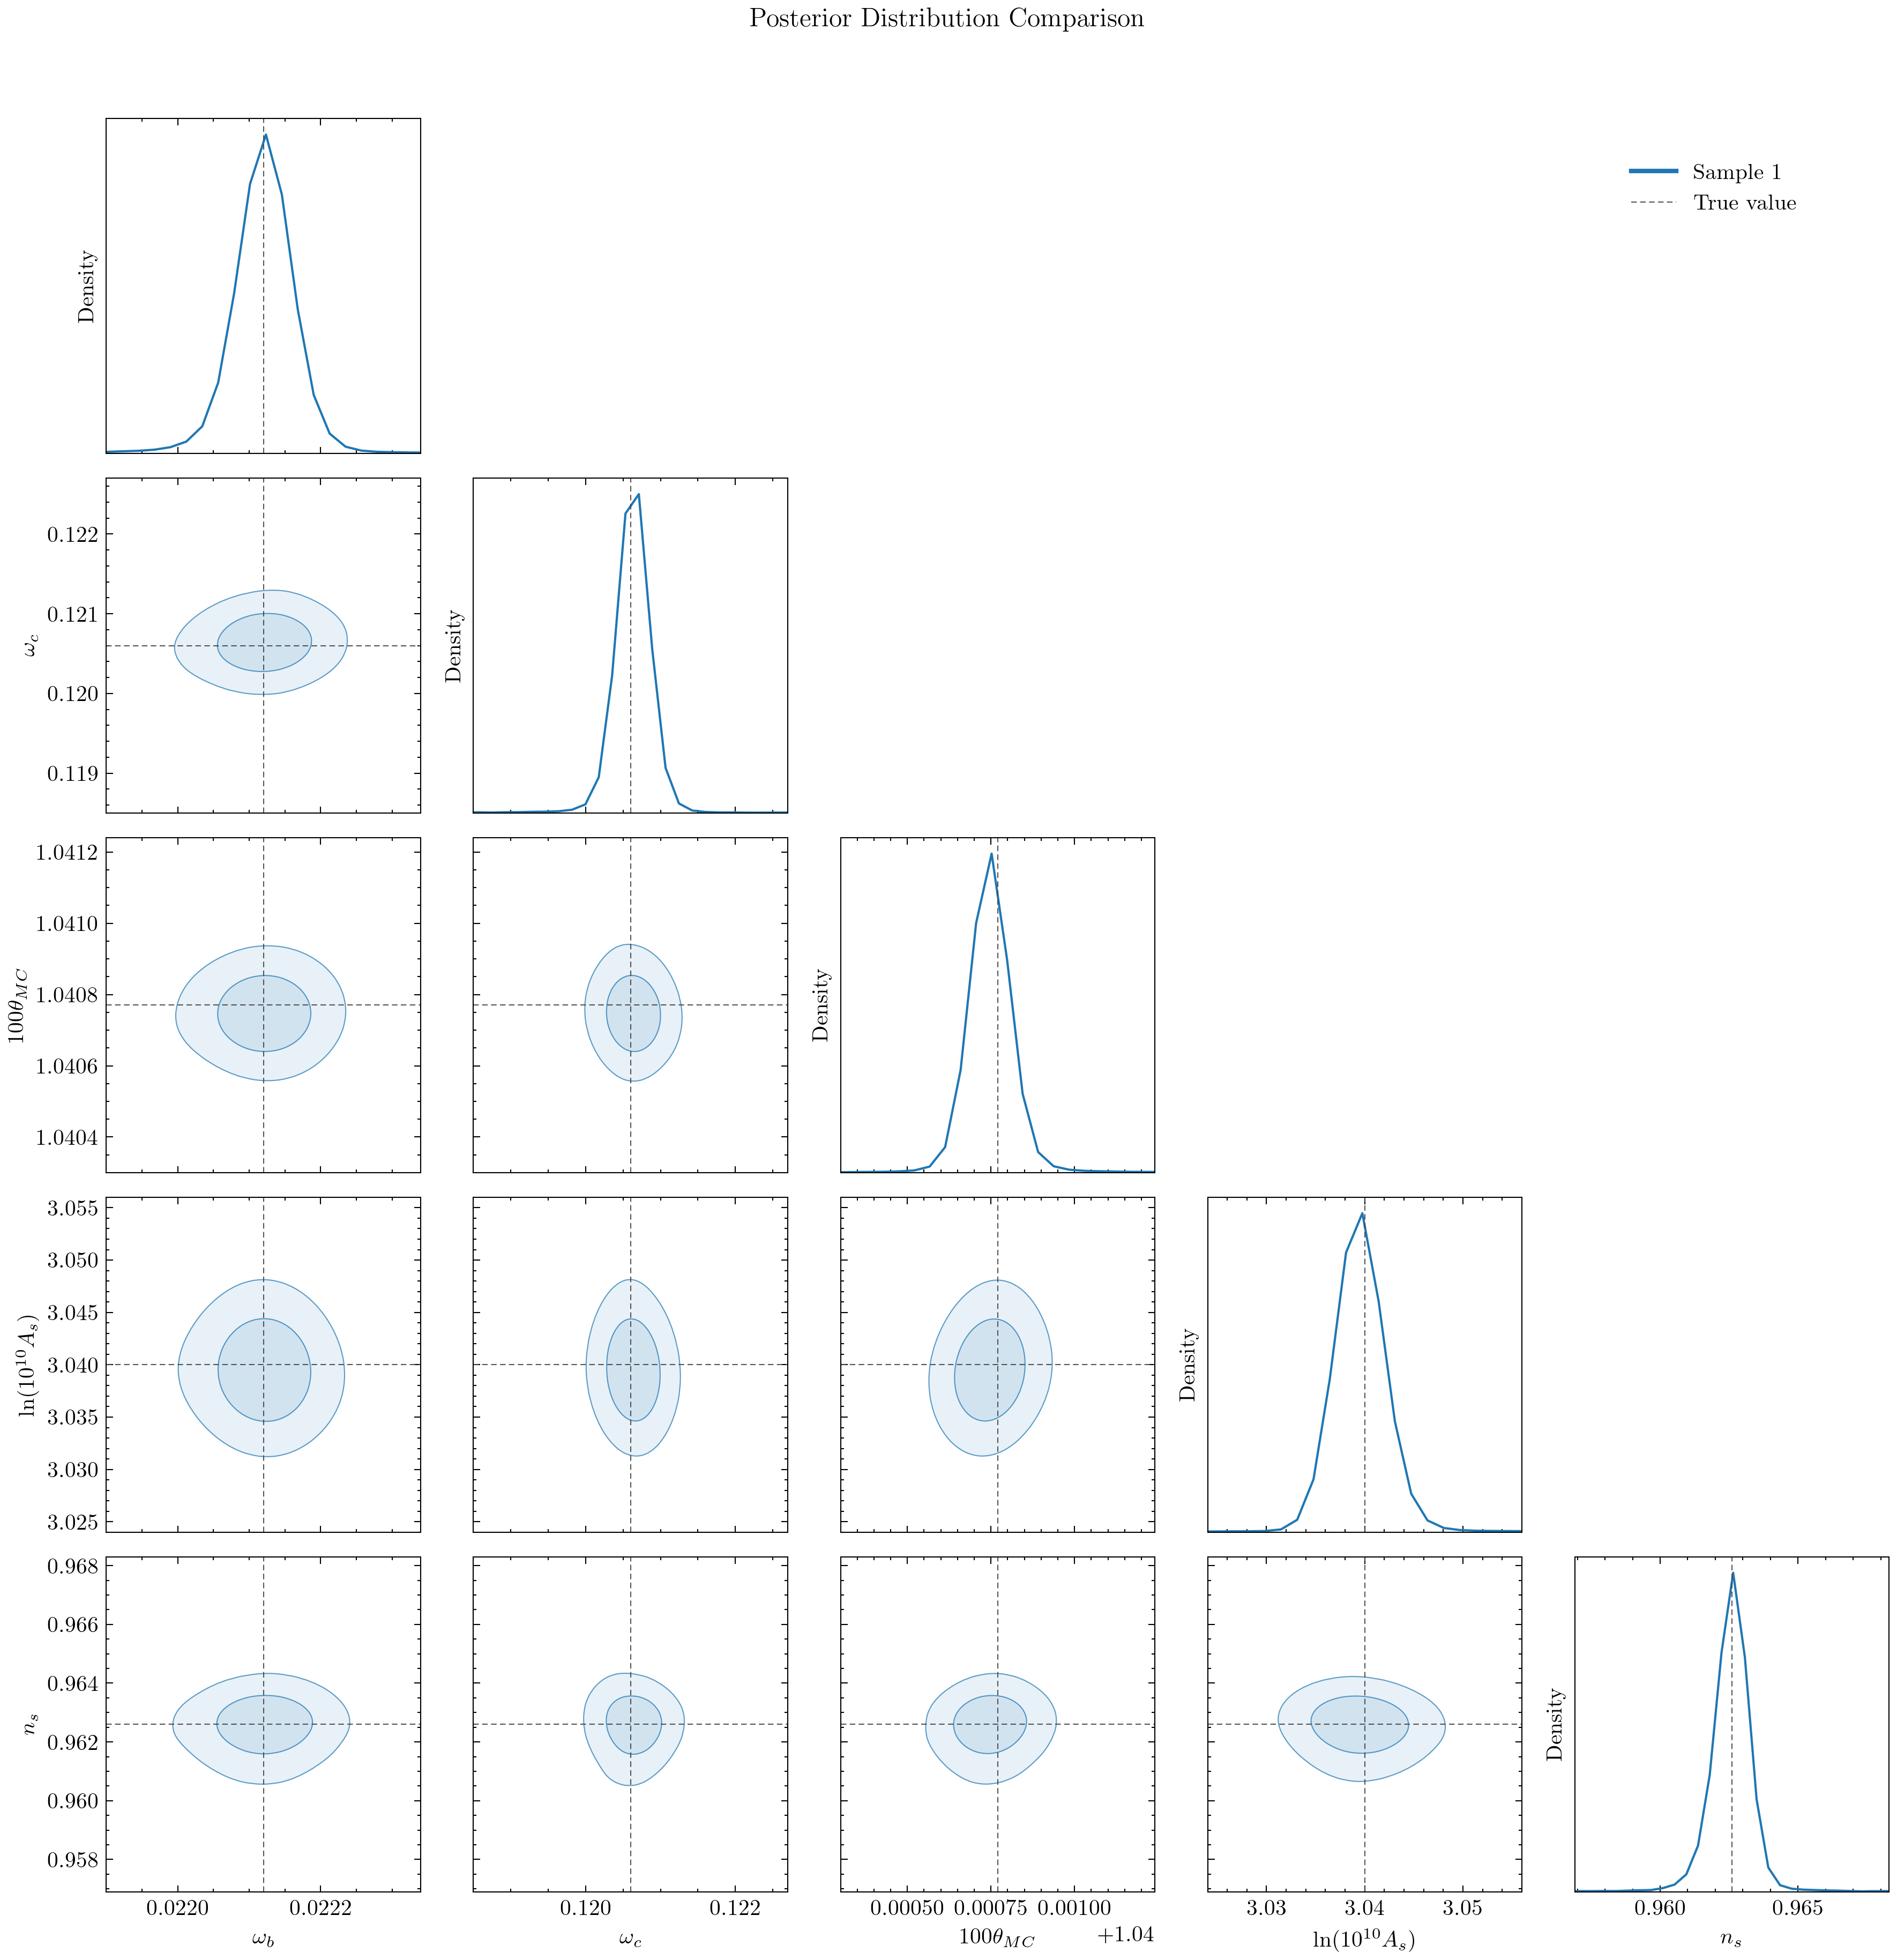 Posterior Distribution Comparison
Sample 1
True value
Density
ω_c
0.122
0.121
0.120
0.119
Density
100θ_{MC}
1.0412
1.0410
1.0408
1.0406
1.0404
Density
ln(10^{10}A_s)
3.055
3.050
3.045
3.040
3.035
3.030
3.025
Density
n_s
0.968
0.966
0.964
0.962
0.960
0.958
Density
0.0220 0.0222
ω_b
0.120 0.122
ω_c
0.00050 0.00075 0.00100
100θ_{MC} +1.04
3.03 3.04 3.05
ln(10^{10}A_s)
0.960 0.965
n_s